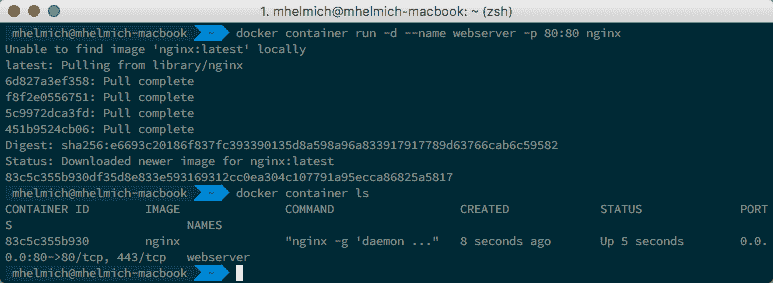 1. mhelmich@mhelmich-macbook: ~ (zsh)
mhelmich@mhelmich-macbook ~ docker container run -d --name webserver -p 80:80 nginx
Unable to find image 'nginx:latest' locally
latest: Pulling from library/nginx
6d827a3ef358: Pull complete
f8f2e0556751: Pull complete
5c9972dca3fd: Pull complete
451b9524cb06: Pull complete
Digest: sha256:e6693c20186f837fc393390135d8a598a96a833917917789d63766cab6c59582
Status: Downloaded newer image for nginx:latest
83c5c355b930df35d8e833e593169312cc0ea304c107791a95ecca86825a5817
mhelmich@mhelmich-macbook ~ docker container ls
CONTAINER ID IMAGE COMMAND CREATED STATUS PORT
S NAMES
83c5c355b930 nginx "nginx -g 'daemon ..." 8 seconds ago Up 5 seconds 0.0.
0.0:80->80/tcp, 443/tcp webserver
mhelmich@mhelmich-macbook ~